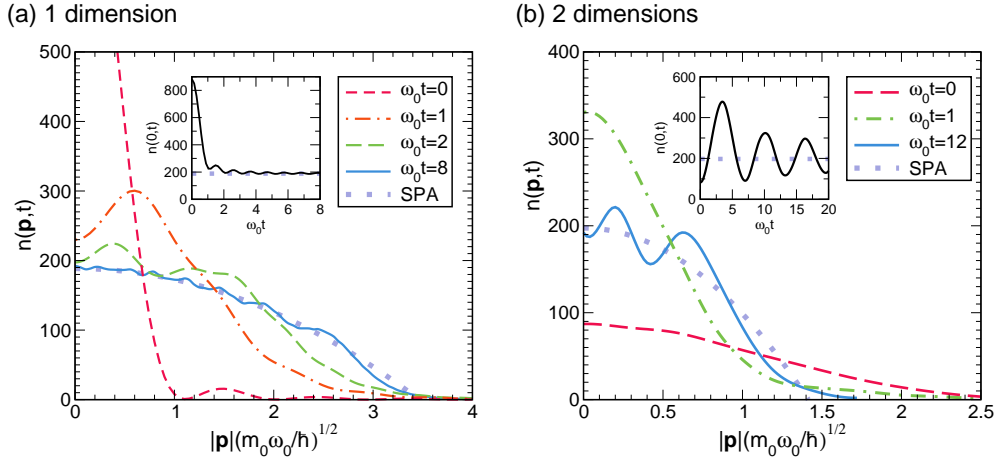 (a) 1 dimension
500
400
300
200
100
0
n(p,t)
0
1
2
3
4
|p|(m₀ω₀/ħ)^1/2
800
600
400
200
0
n(0,t)
0
2
4
6
8
ω₀t
ω₀t=0
ω₀t=1
ω₀t=2
ω₀t=8
SPA
(b) 2 dimensions
400
300
200
100
0
n(p,t)
0
0.5
1
1.5
2
2.5
|p|(m₀ω₀/ħ)^1/2
600
400
200
0
n(0,t)
0
5
10
15
20
ω₀t
ω₀t=0
ω₀t=1
ω₀t=12
SPA